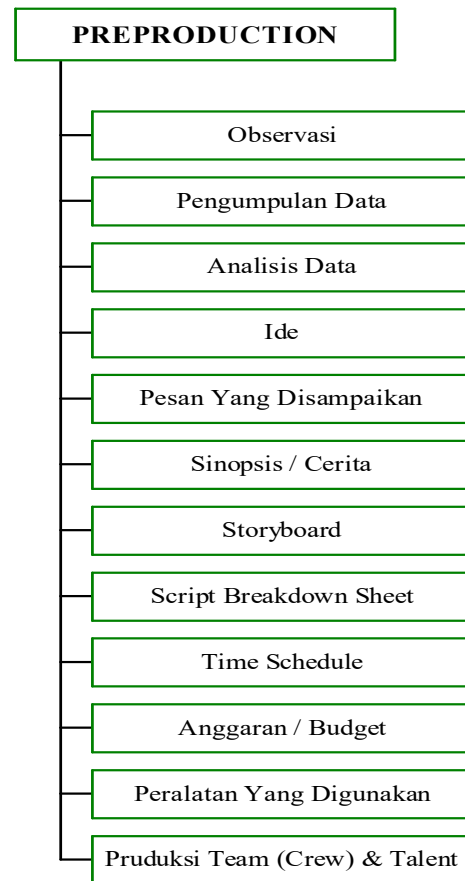 PREPRODUCTION
Observasi
Pengumpulan Data
Analisis Data
Ide
Pesan Yang Disampaikan
Sinopsis / Cerita
Storyboard
Script Breakdown Sheet
Time Schedule
Anggaran / Budget
Peralatan Yang Digunakan
Pruduksi Team (Crew) & Talent